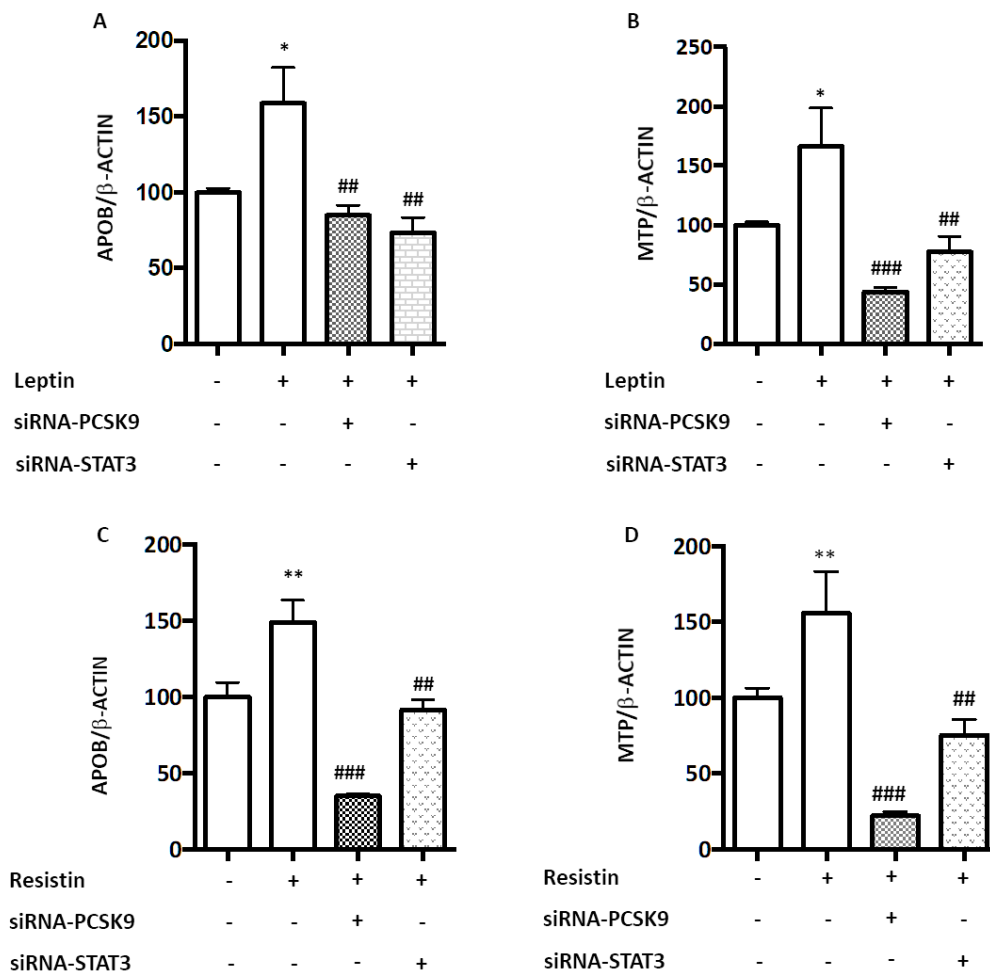 A
APOB/β-ACTIN
200
150
100
50
0
*
##
##
Leptin - + + +
siRNA-PCSK9 - - + -
siRNA-STAT3 - - - +
B
MTP/β-ACTIN
250
200
150
100
50
0
*
###
##
Leptin - + + +
siRNA-PCSK9 - - + -
siRNA-STAT3 - - - +
C
APOB/β-ACTIN
200
150
100
50
0
**
###
##
Resistin - + + +
siRNA-PCSK9 - - + -
siRNA-STAT3 - - - +
D
MTP/β-ACTIN
200
150
100
50
0
**
###
##
Resistin - + + +
siRNA-PCSK9 - - + -
siRNA-STAT3 - - - +